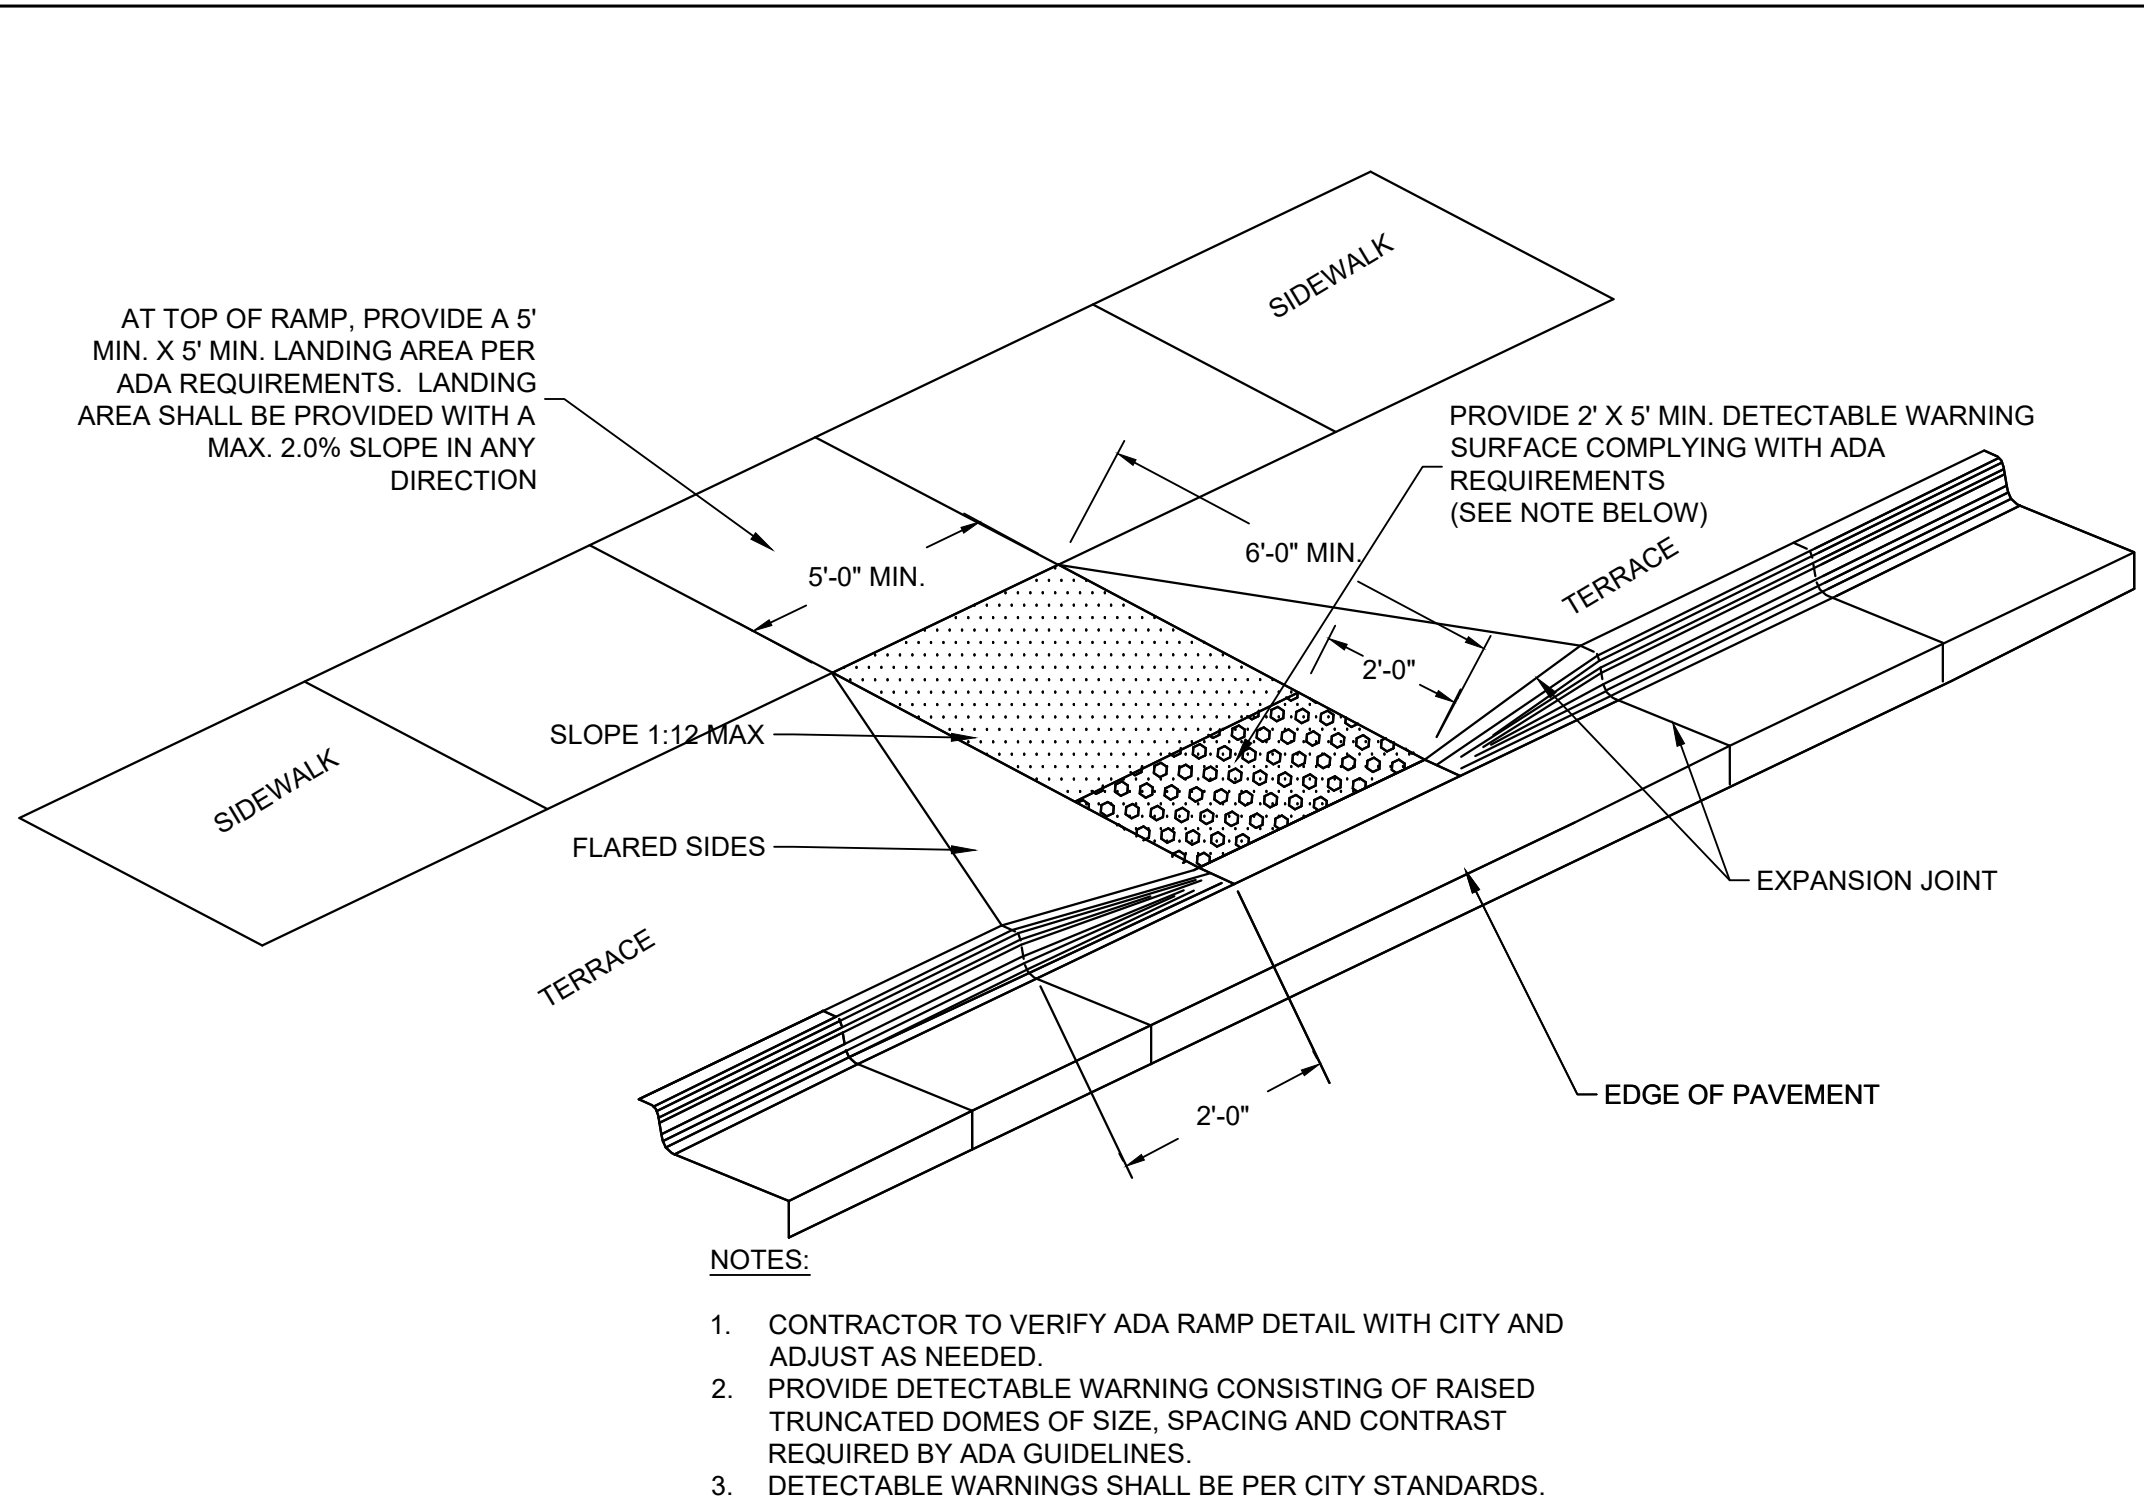 SIDEWALK
AT TOP OF RAMP, PROVIDE A 5'
MIN. X 5' MIN. LANDING AREA PER
ADA REQUIREMENTS. LANDING
AREA SHALL BE PROVIDED WITH A
MAX. 2.0% SLOPE IN ANY
DIRECTION
PROVIDE 2' X 5' MIN. DETECTABLE WARNING
SURFACE COMPLYING WITH ADA
REQUIREMENTS
(SEE NOTE BELOW)
6'-0" MIN.
5'-0" MIN.
TERRACE
2'-0"
SLOPE 1:12 MAX
SIDEWALK
FLARED SIDES
EXPANSION JOINT
TERRACE
EDGE OF PAVEMENT
2'-0"
NOTES:
1. CONTRACTOR TO VERIFY ADA RAMP DETAIL WITH CITY AND
ADJUST AS NEEDED.
2. PROVIDE DETECTABLE WARNING CONSISTING OF RAISED
TRUNCATED DOMES OF SIZE, SPACING AND CONTRAST
REQUIRED BY ADA GUIDELINES.
3. DETECTABLE WARNINGS SHALL BE PER CITY STANDARDS.